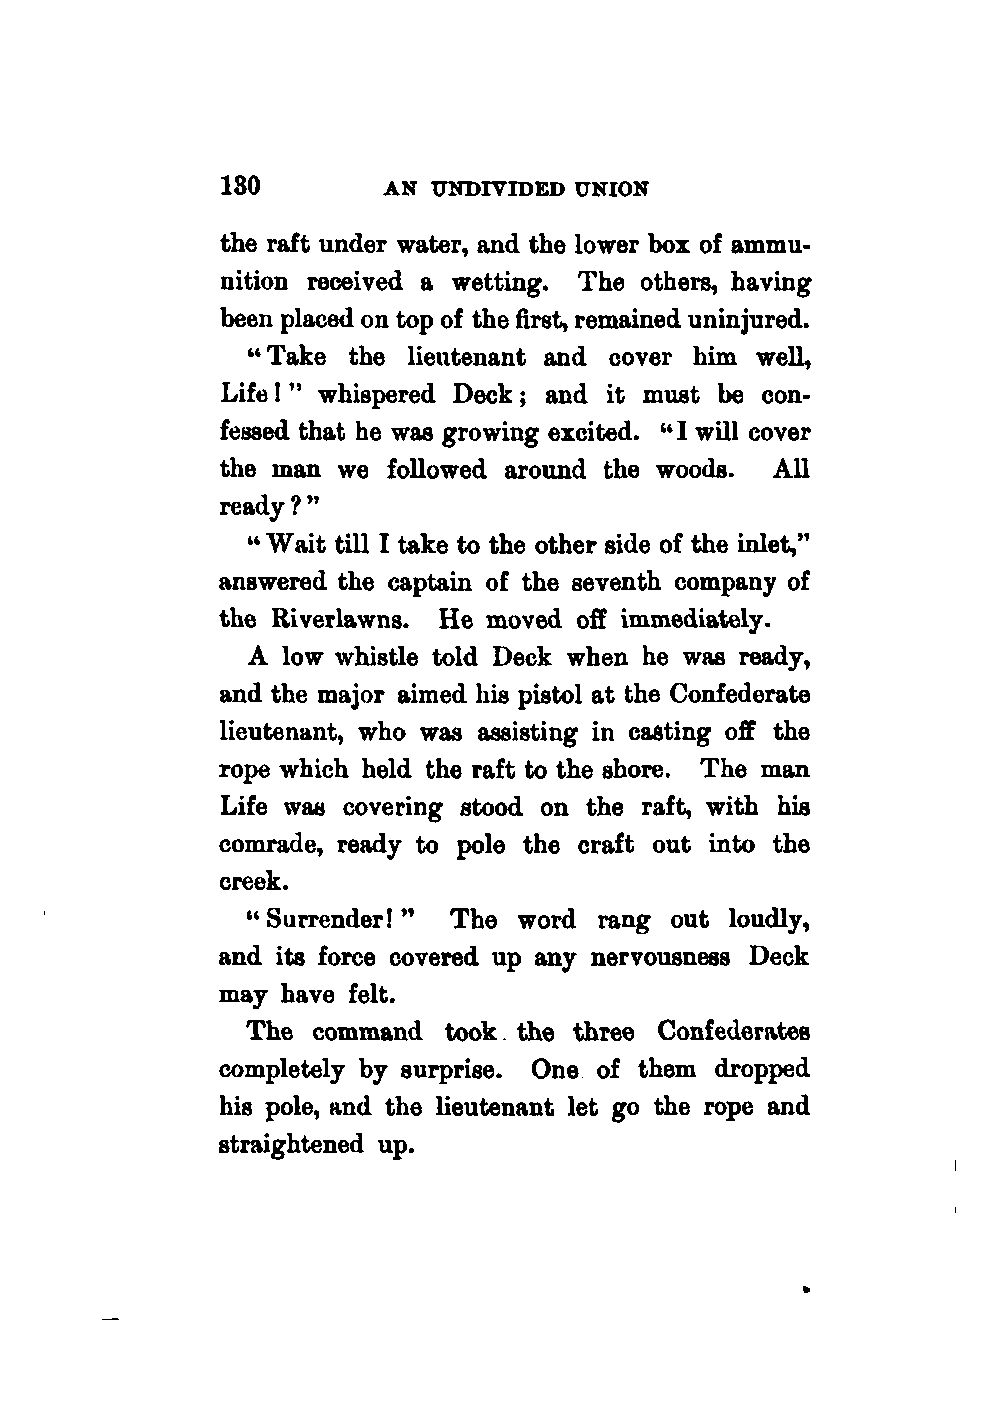 130 AN UNDIVIDED UNION
the raft under water, and the lower box of ammu-
nition received a wetting. The others, having
been placed on top of the first, remained uninjured.
"Take the lieutenant and cover him well,
Life!" whispered Deck; and it must be con-
fessed that he was growing excited. "I will cover
the man we followed around the woods. All
ready?"
"Wait till I take to the other side of the inlet,"
answered the captain of the seventh company of
the Riverlawns. He moved off immediately.
A low whistle told Deck when he was ready,
and the major aimed his pistol at the Confederate
lieutenant, who was assisting in casting off the
rope which held the raft to the shore. The man
Life was covering stood on the raft, with his
comrade, ready to pole the craft out into the
creek.
"Surrender!" The word rang out loudly,
and its force covered up any nervousness Deck
may have felt.
The command took the three Confederates
completely by surprise. One of them dropped
his pole, and the lieutenant let go the rope and
straightened up.